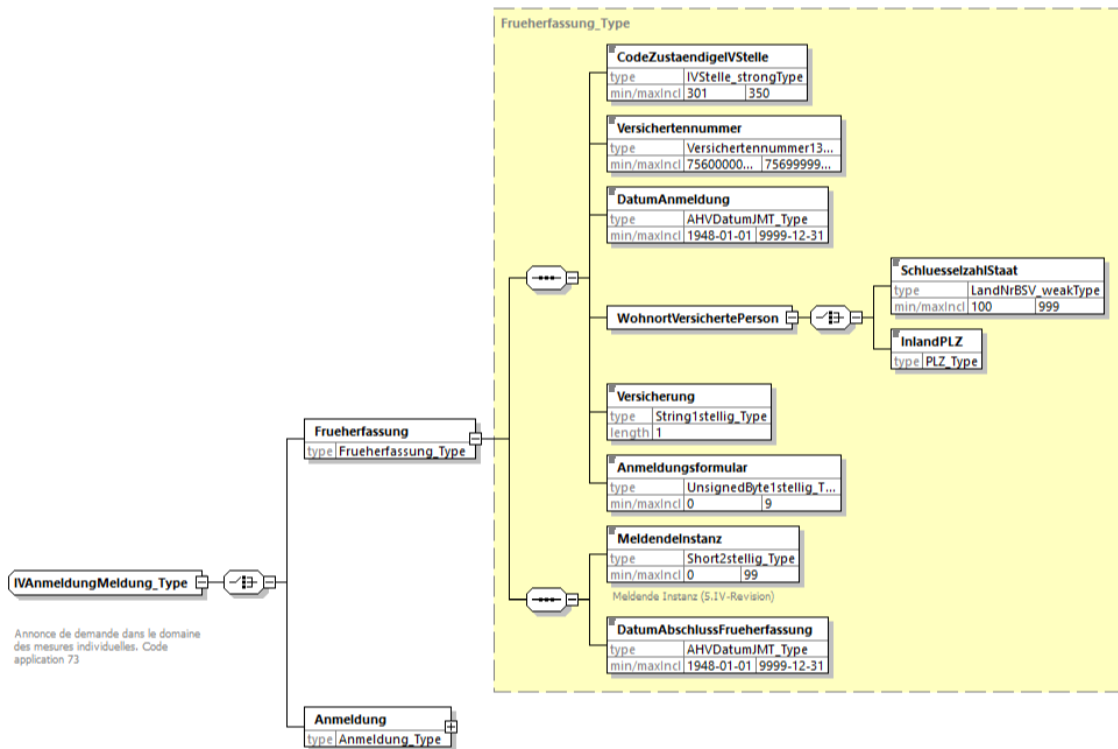 Frueherfassung_Type
CodeZustaendigeIVStelle
type IVStelle_strongType
min/maxIncl 301 350
Versichertennummer
type Versichertennummer13...
min/maxIncl 75600000... 75699999...
DatumAnmeldung
type AHVDatumJMT_Type
min/maxIncl 1948-01-01 9999-12-31
WohnortVersichertePerson
SchluesselzahlStaat
type LandNrBSV_weakType
min/maxIncl 100 999
InlandPLZ
type PLZ_Type
Versicherung
type String1stellig_Type
length 1
Anmeldungsformular
type UnsignedByte1stellig_T...
min/maxIncl 0 9
Frueherfassung
type Frueherfassung_Type
MeldendeInstanz
type Short2stellig_Type
min/maxIncl 0 99
Meldende Instanz (5.IV-Revision)
DatumAbschlussFrueherfassung
type AHVDatumJMT_Type
min/maxIncl 1948-01-01 9999-12-31
IVAnmeldungMeldung_Type
Annonce de demande dans le domaine
des mesures individuelles. Code
application 73
Anmeldung
type Anmeldung_Type